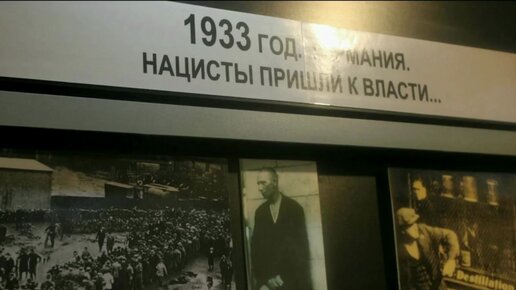 1933 ГОД.
НАЦИСТЫ ПРИШЛИ К ВЛАСТИ...
Destillation